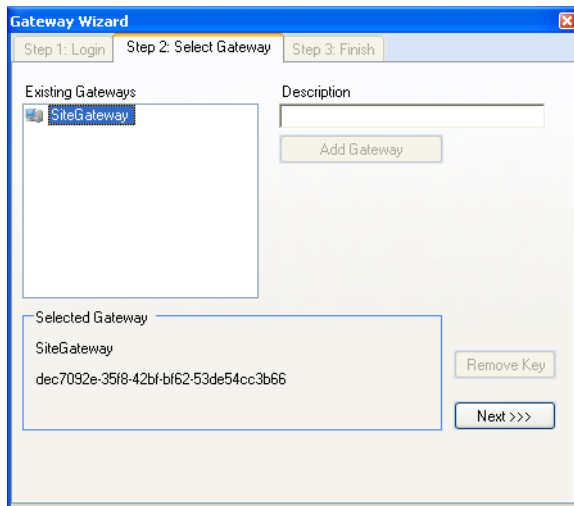 Gateway Wizard
Step 1: Login
Step 2: Select Gateway
Step 3: Finish
Existing Gateways
Description
SiteGateway
Add Gateway
Selected Gateway
SiteGateway
dec7092e-35f8-42bf-bf62-53de54cc3b66
Remove Key
Next >>>